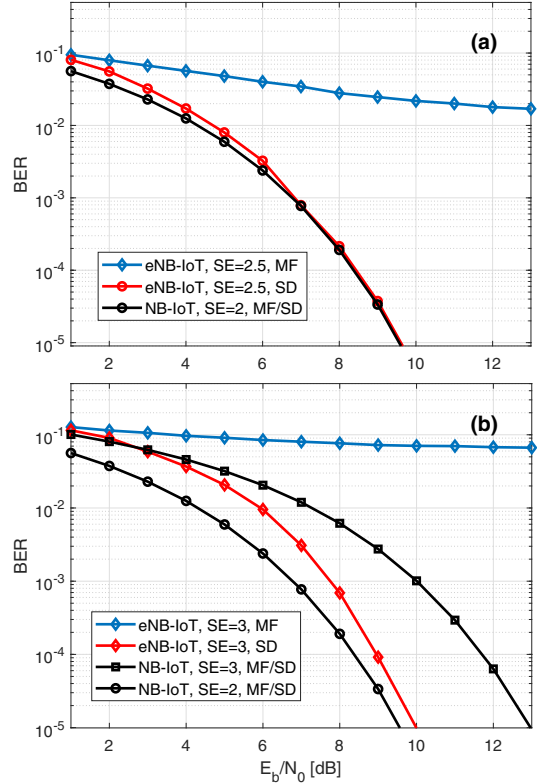 (a)
10^-1
10^-2
10^-3
10^-4
10^-5
BER
eNB-IoT, SE=2.5, MF
eNB-IoT, SE=2.5, SD
NB-IoT, SE=2, MF/SD
2 4 6 8 10 12
(b)
10^-1
10^-2
10^-3
10^-4
10^-5
BER
eNB-IoT, SE=3, MF
eNB-IoT, SE=3, SD
NB-IoT, SE=3, MF/SD
NB-IoT, SE=2, MF/SD
2 4 6 8 10 12
E_b/N_0 [dB]